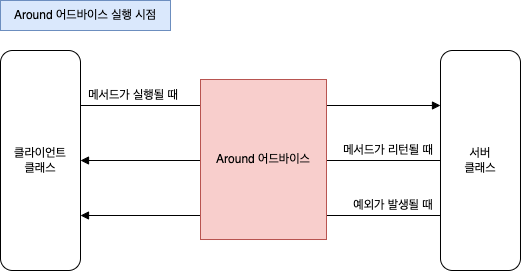 Around 어드바이스 실행 시점
메서드가 실행될 때
클라이언트
클래스
Around 어드바이스
메서드가 리턴될 때
서버
클래스
예외가 발생될 때